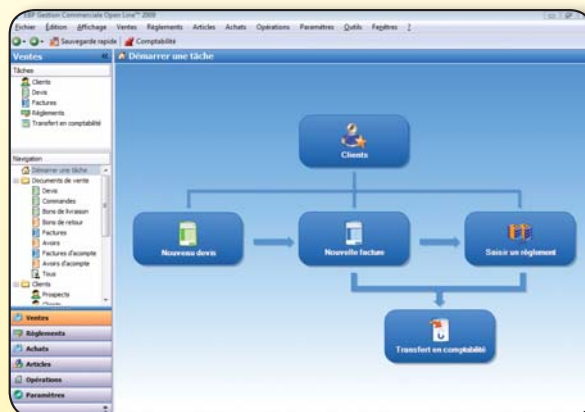 EBP Gestion Commerciale Open Line™ 2009
Fichier Édition Affichage Ventes Règlements Articles Achats Opérations Paramètres Outils Fenêtres ?
Sauvegarde rapide Comptabilité
Ventes «
Démarrer une tâche
Tâches
Clients
Devis
Factures
Règlements
Transfert en comptabilité
Navigation
Démarrer une tâche
Documents de vente
Devis
Commandes
Bons de livraison
Bons de retour
Factures
Avoirs
Factures d'acompte
Avoirs d'acompte
Tous
Clients
Prospects
Clients
Ventes
Règlements
Achats
Articles
Opérations
Paramètres
»
Clients
Nouveau devis
Nouvelle facture
Saisir un règlement
Transfert en comptabilité